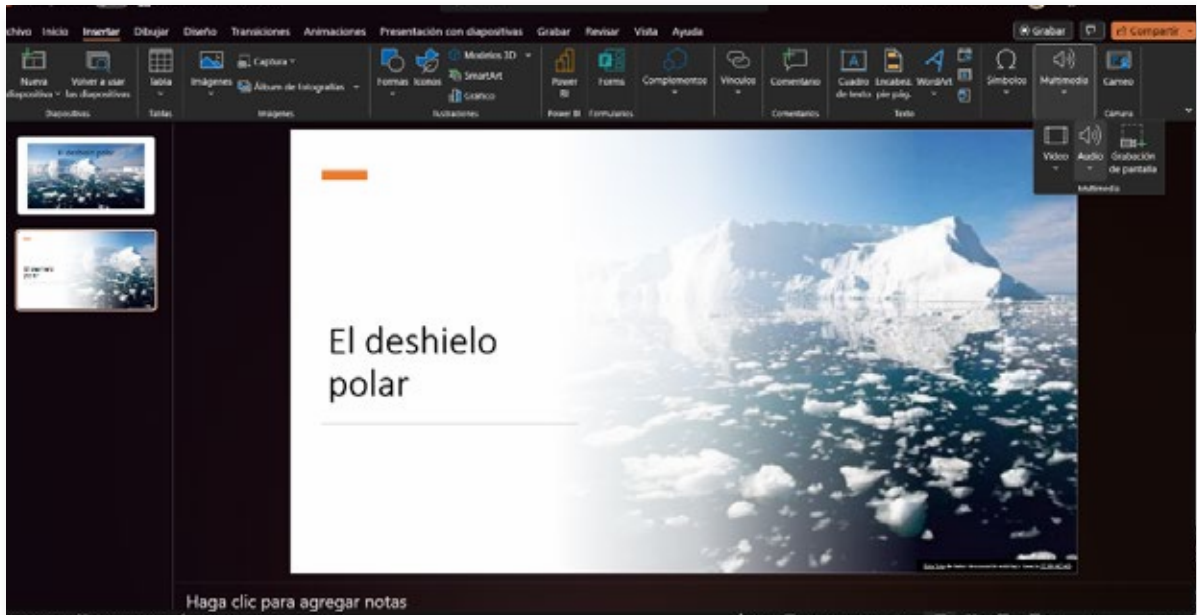 Inicio Insertar Dibujar Diseño Transiciones Animaciones Presentación con diapositivas Grabar Revisar Vista Ayuda
Grabar Compartir
Nueva diapositiva
Volver a usar las diapositivas
Diapositivas
Tabla
Tablas
Imágenes
Captura
Álbum de fotografías
Imágenes
Formas
Iconos
Modelos 3D
SmartArt
Gráfico
Ilustraciones
Power BI
Power BI
Forms
Formularios
Complementos
Vínculos
Comentario
Comentarios
Cuadro de texto
Encabez. pie pág.
WordArt
Texto
Símbolos
Multimedia
Cameo
Cámara
Vídeo
Audio
Grabación de pantalla
Multimedia
El deshielo polar
El deshielo
polar
Haga clic para agregar notas